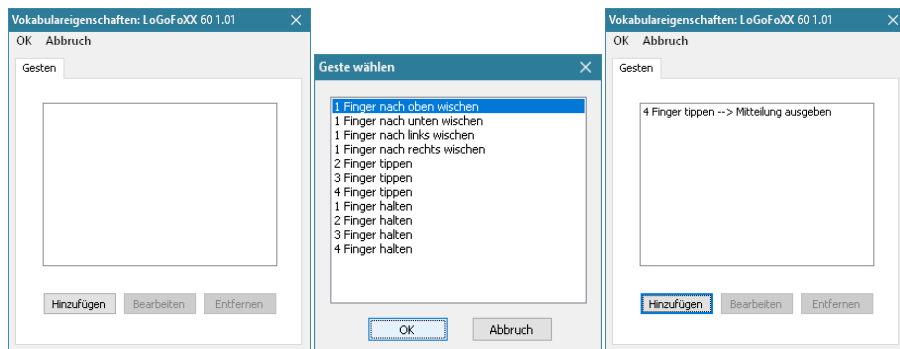 Vokabulareigenschaften: LoGoFoXX 60 1.01
OK Abbruch
Gesten
Hinzufügen Bearbeiten Entfernen
Geste wählen
1 Finger nach oben wischen
1 Finger nach unten wischen
1 Finger nach links wischen
1 Finger nach rechts wischen
2 Finger tippen
3 Finger tippen
4 Finger tippen
1 Finger halten
2 Finger halten
3 Finger halten
4 Finger halten
OK Abbruch
Vokabulareigenschaften: LoGoFoXX 60 1.01
OK Abbruch
Gesten
4 Finger tippen --> Mitteilung ausgeben
Hinzufügen Bearbeiten Entfernen